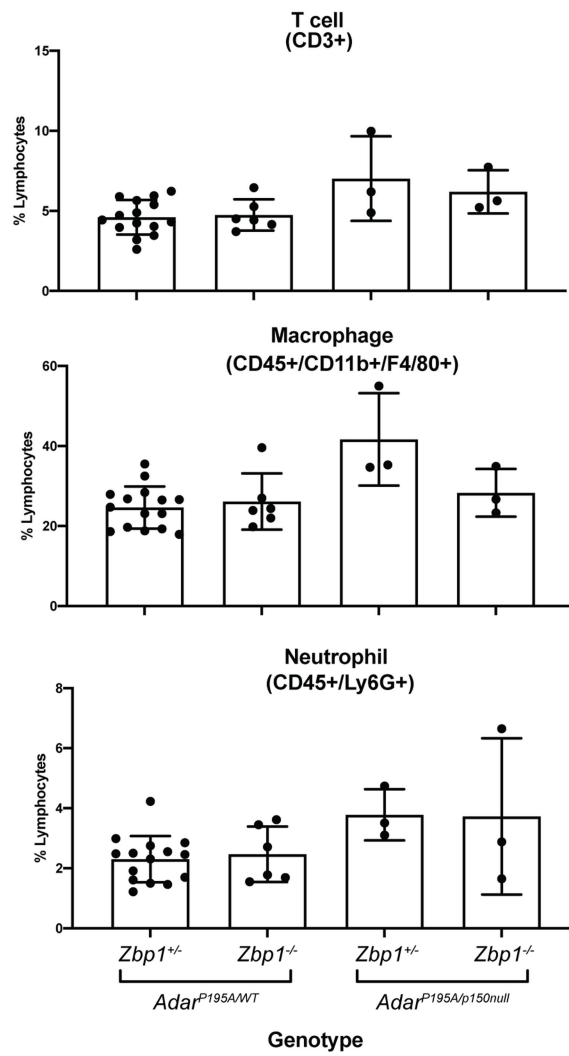 T cell
(CD3+)
15
10
5
0
% Lymphocytes
Macrophage
(CD45+/CD11b+/F4/80+)
60
40
20
0
% Lymphocytes
Neutrophil
(CD45+/Ly6G+)
8
6
4
2
0
% Lymphocytes
Zbp1+/- Zbp1-/- Zbp1+/- Zbp1-/-
AdarP195A/WT AdarP195A/p150null
Genotype